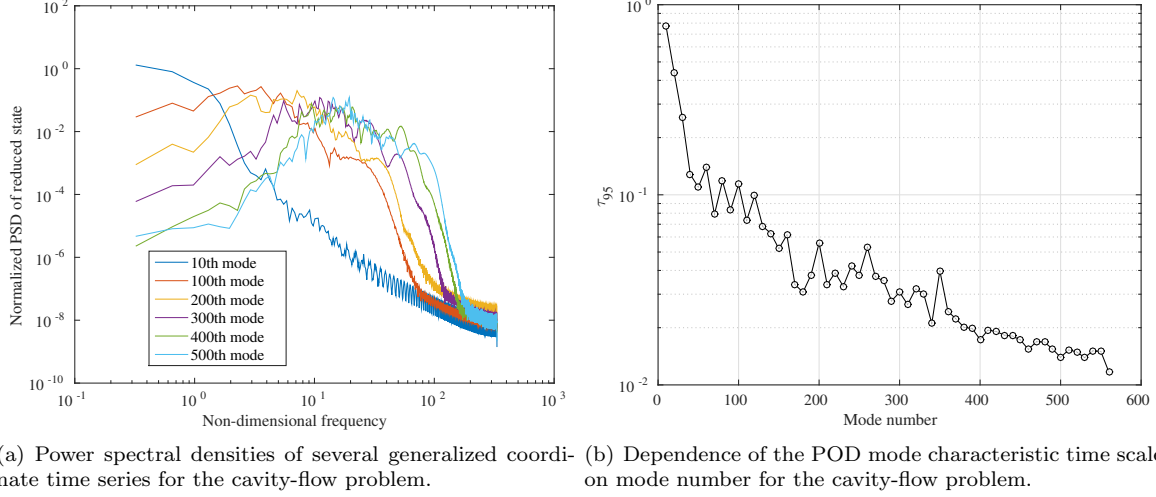 10^2
10^0
10^-2
10^-4
10^-6
10^-8
10^-10
Normalized PSD of reduced state
10th mode
100th mode
200th mode
300th mode
400th mode
500th mode
10^-1
10^0
10^1
10^2
10^3
Non-dimensional frequency
10^0
10^-1
10^-2
τ_95
0
100
200
300
400
500
600
Mode number
(a) Power spectral densities of several generalized coordi-
nate time series for the cavity-flow problem.
(b) Dependence of the POD mode characteristic time scale
on mode number for the cavity-flow problem.